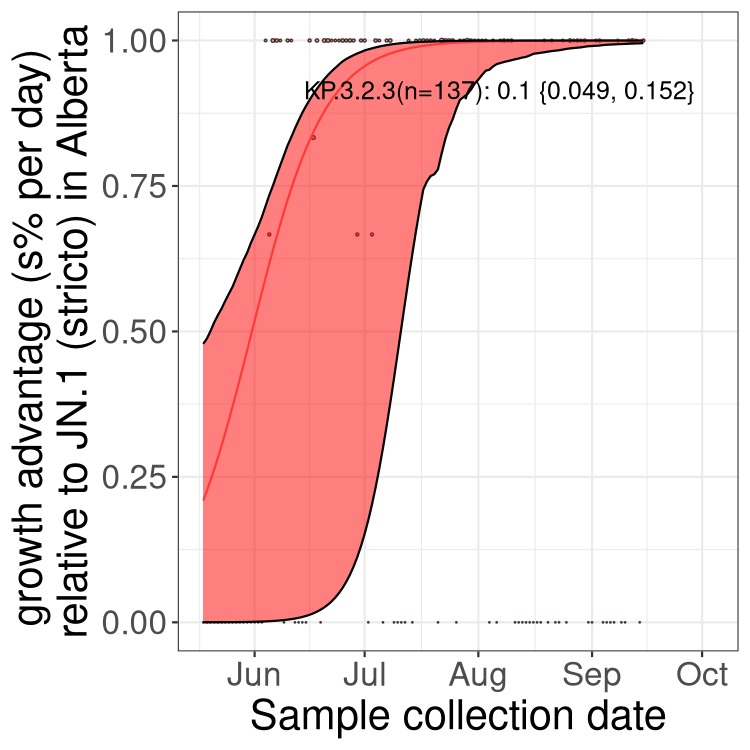 growth advantage (s% per day)
relative to JN.1 (stricto) in Alberta
1.00
0.75
0.50
0.25
0.00
KP.3.2.3(n=137): 0.1 {0.049, 0.152}
Jun Jul Aug Sep Oct
Sample collection date